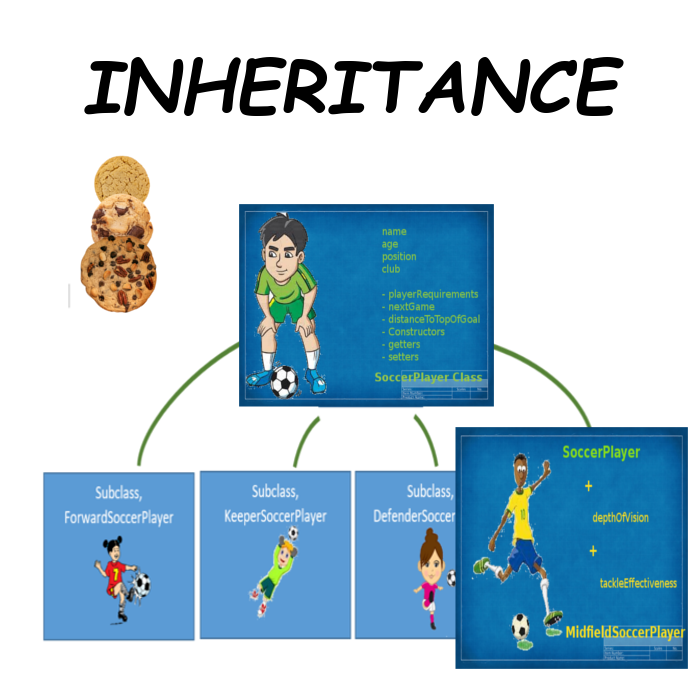 INHERITANCE
name
age
position
club
- playerRequirements
- nextGame
- distanceToTopOfGoal
- Constructors
- getters
- setters
SoccerPlayer Class
Subclass,
ForwardSoccerPlayer
7
Subclass,
KeeperSoccerPlayer
Subclass,
DefenderSoccer
SoccerPlayer
+
depthOfVision
+
tackleEffectiveness
MidfieldSoccerPlayer